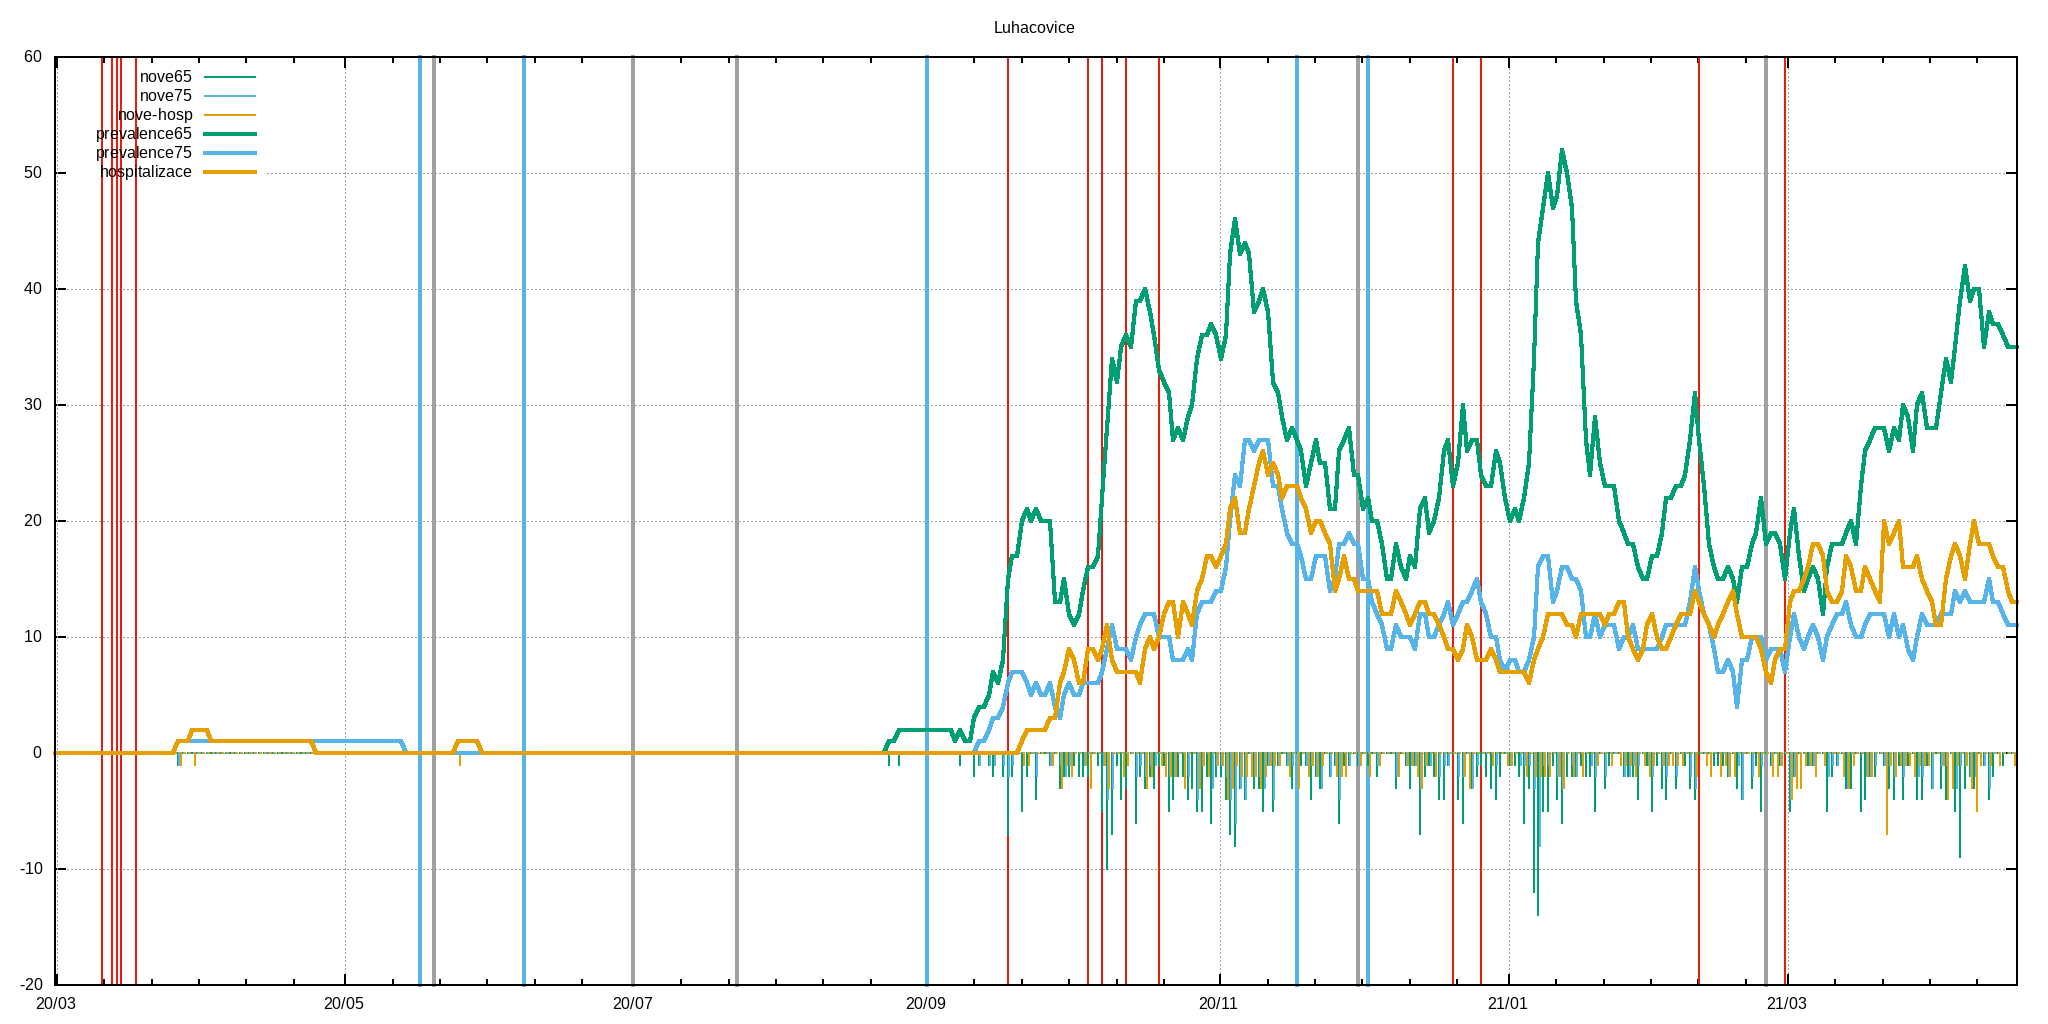 Luhacovice
60
50
40
30
20
10
0
-10
-20
nove65
nove75
nove-hosp
prevalence65
prevalence75
hospitalizace
20/03 20/05 20/07 20/09 20/11 21/01 21/03